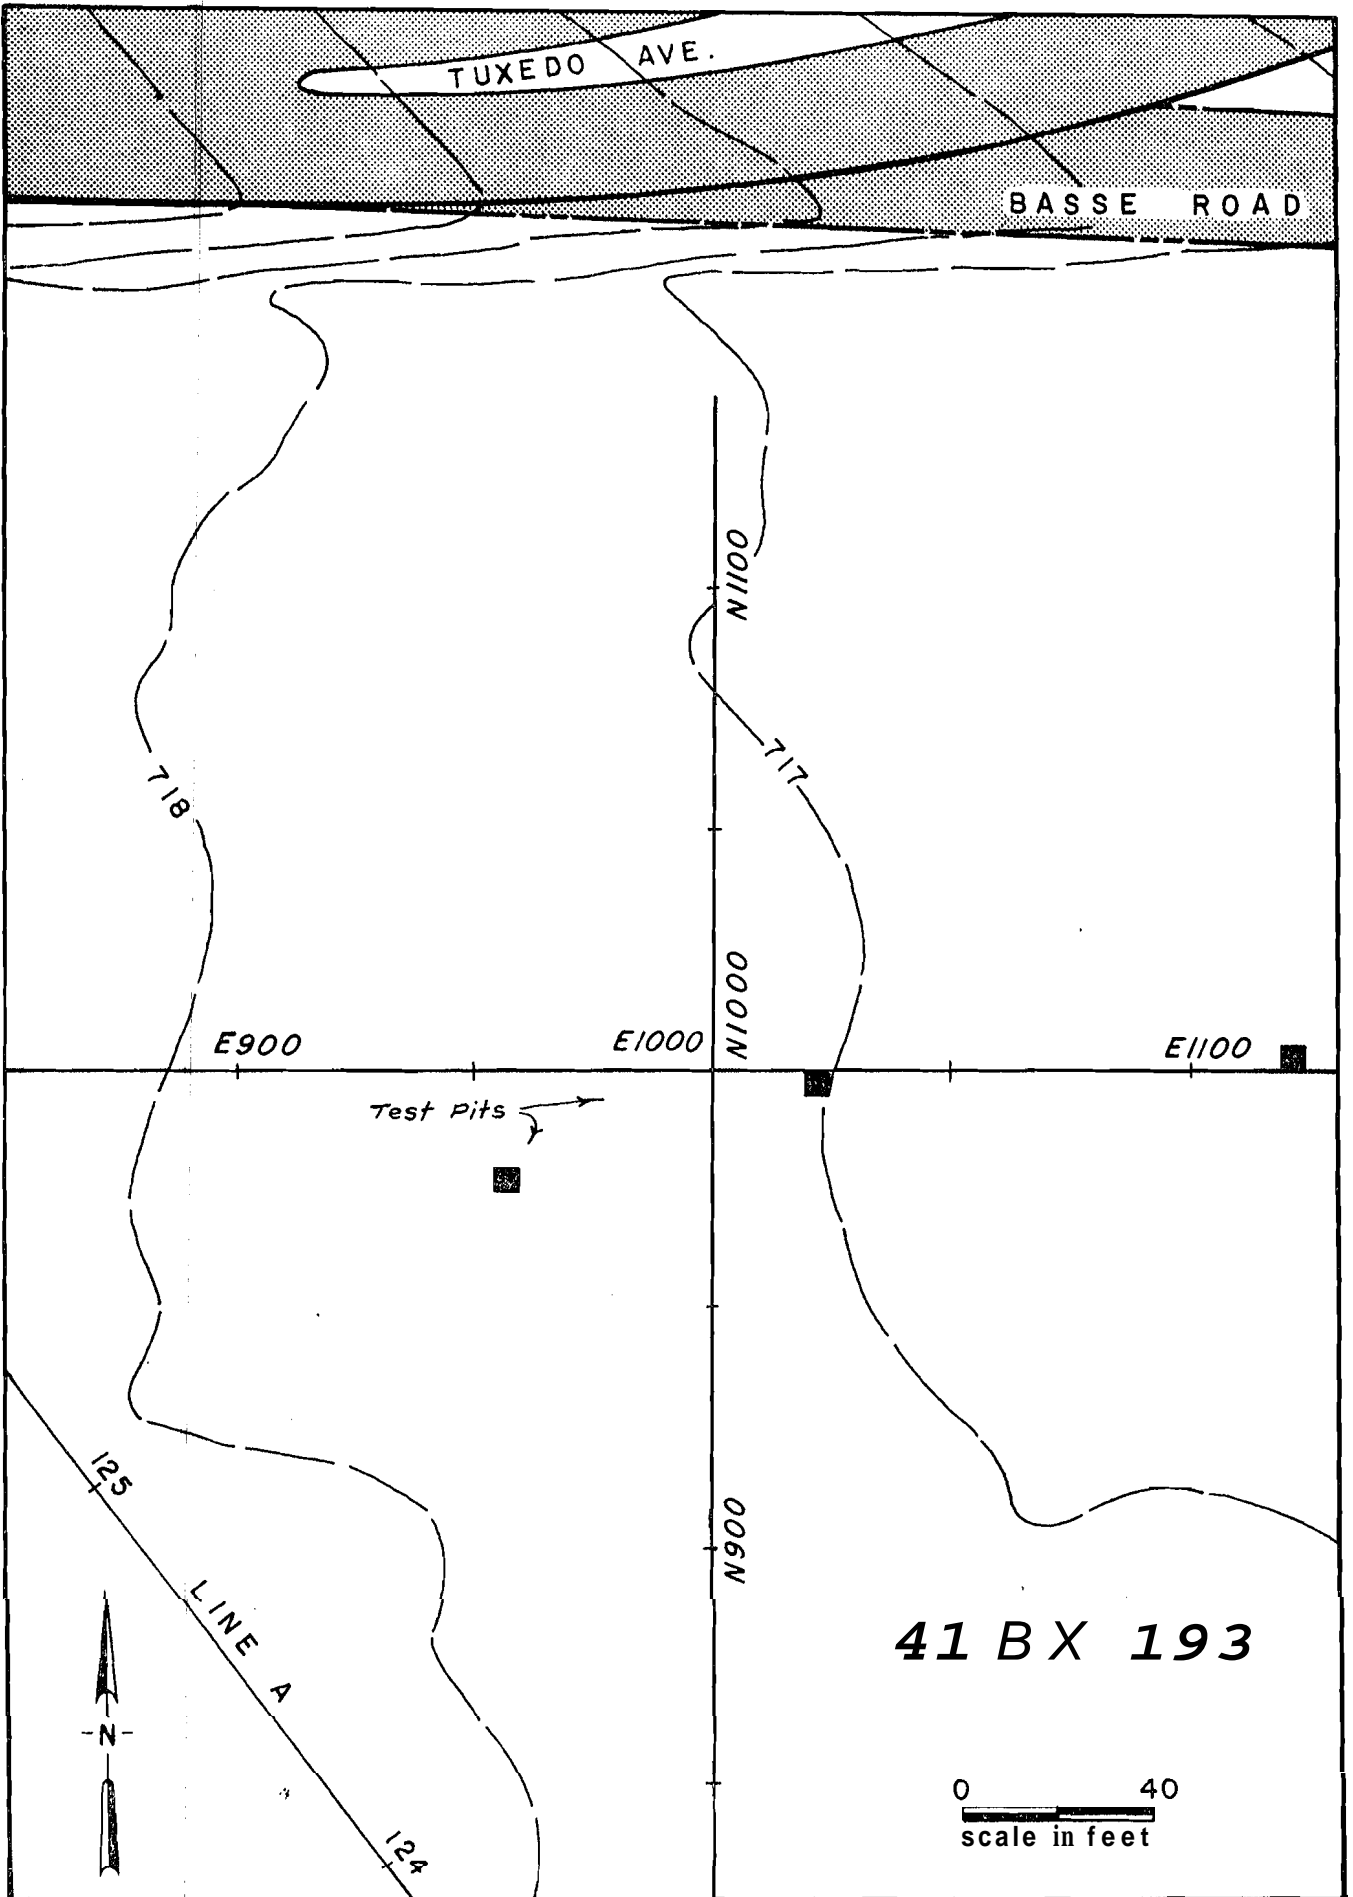 TUXEDO AVE.
BASSE ROAD
N1100
717
718
N1000
E900
E1000
E1100
Test Pits
125
N900
LINE A
41 BX 193
-N-
0 40
scale in feet
124